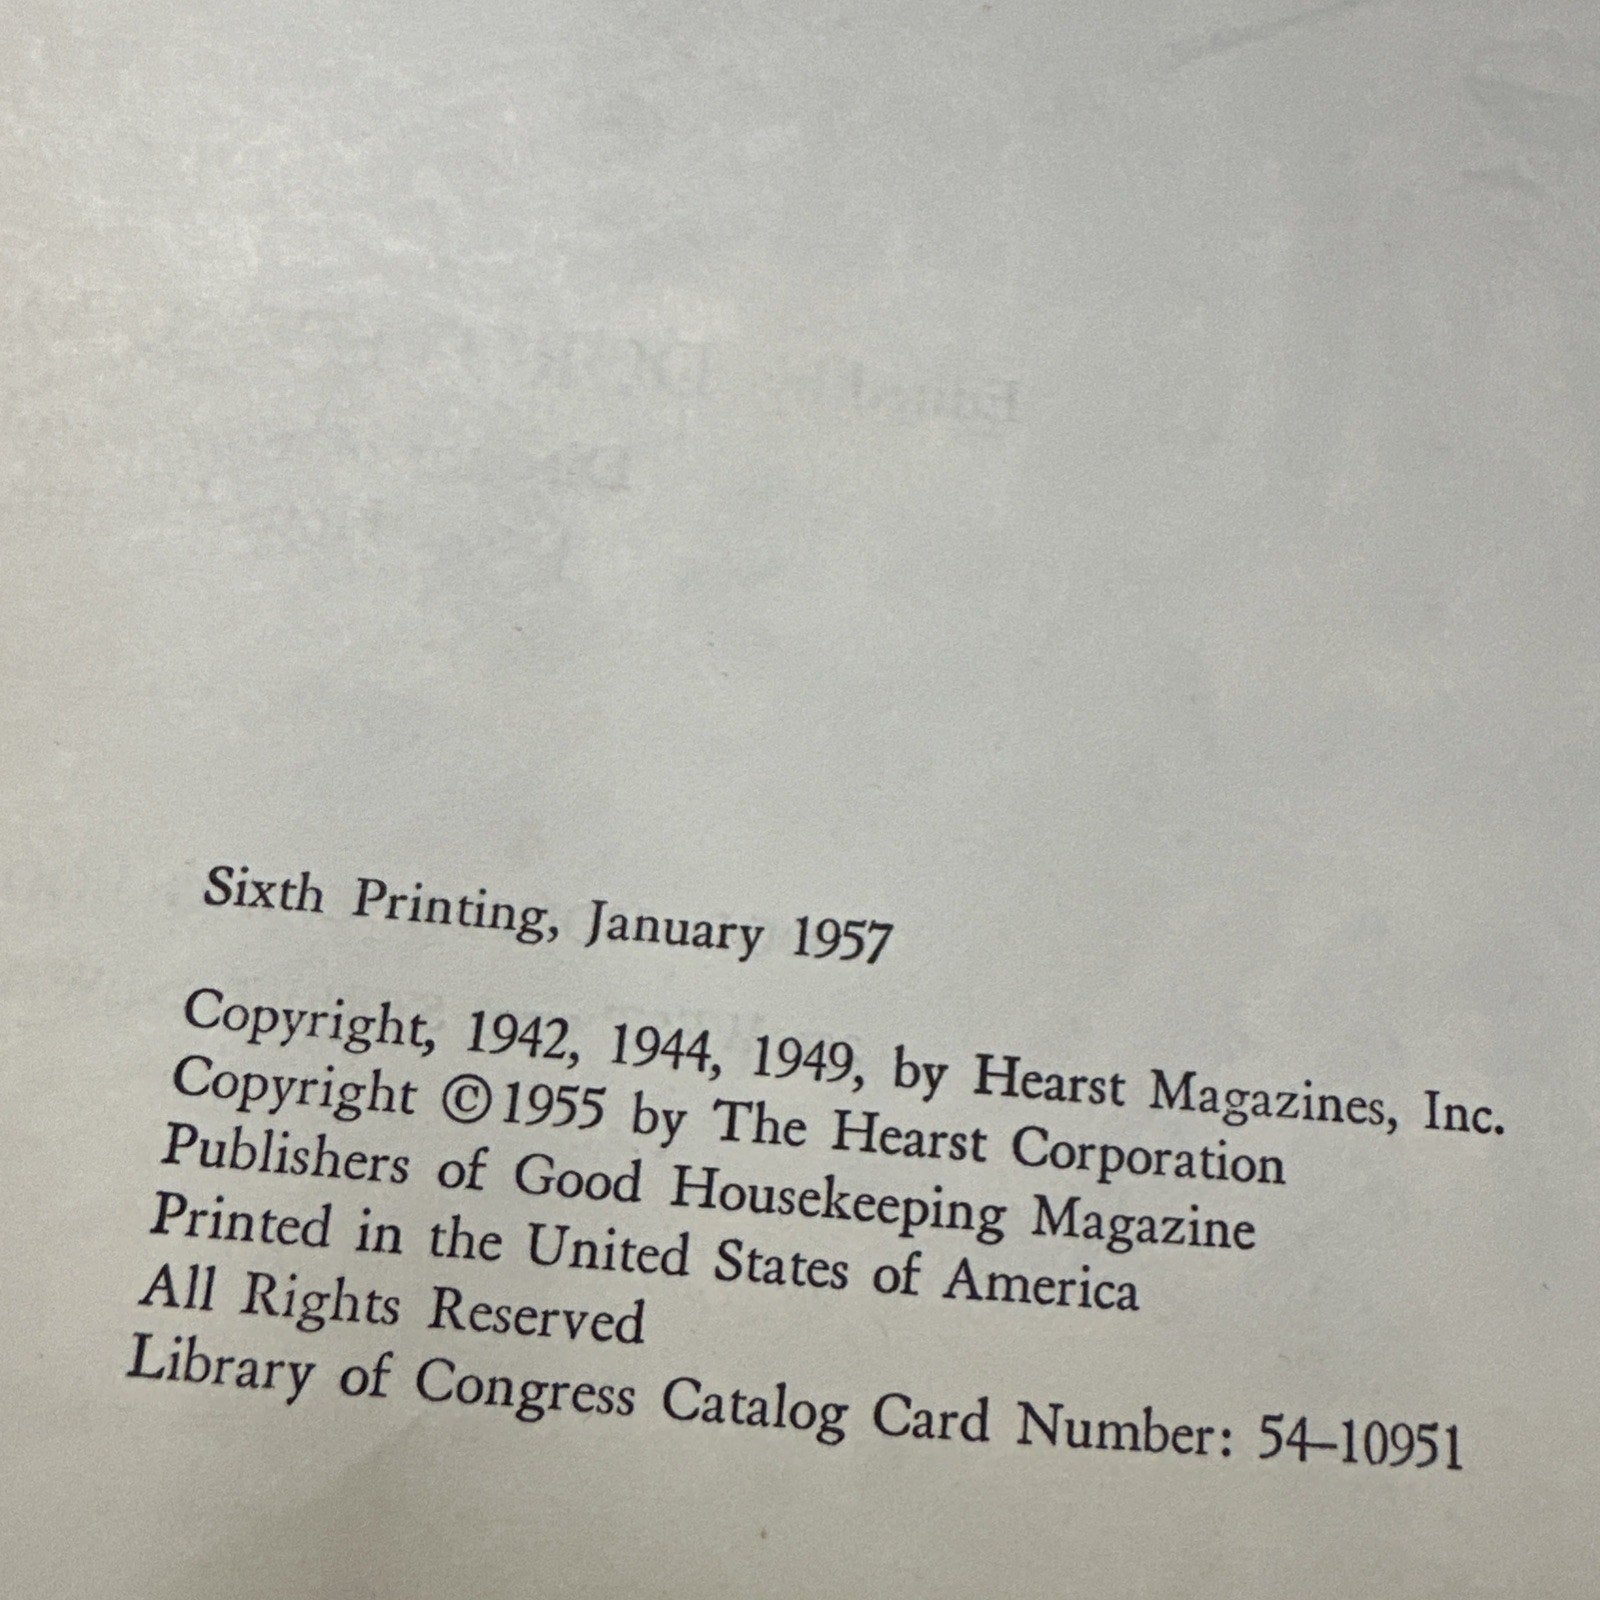 Sixth Printing, January 1957
Copyright, 1942, 1944, 1949, by Hearst Magazines, Inc.
Copyright ©1955 by The Hearst Corporation
Publishers of Good Housekeeping Magazine
Printed in the United States of America
All Rights Reserved
Library of Congress Catalog Card Number: 54–10951